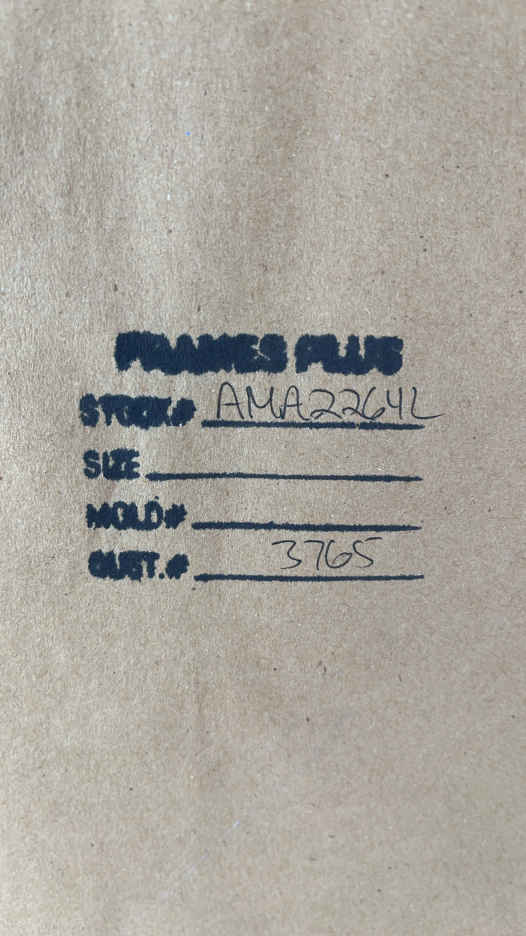 FRAMES PLUS
STOCK# AMA2264L
SIZE
MOLD#
CUST.# 3765